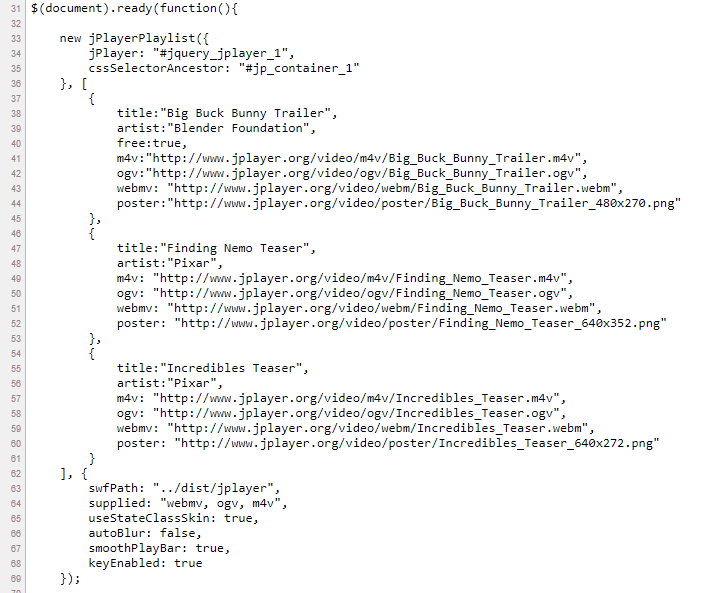 31 $(document).ready(function(){
32
33 new jPlayerPlaylist({
34 jPlayer: "#jquery_jplayer_1",
35 cssSelectorAncestor: "#jp_container_1"
36 }, [
37 {
38 title:"Big Buck Bunny Trailer",
39 artist:"Blender Foundation",
40 free:true,
41 m4v:"http://www.jplayer.org/video/m4v/Big_Buck_Bunny_Trailer.m4v",
42 ogv:"http://www.jplayer.org/video/ogv/Big_Buck_Bunny_Trailer.ogv",
43 webmv: "http://www.jplayer.org/video/webm/Big_Buck_Bunny_Trailer.webm",
44 poster:"http://www.jplayer.org/video/poster/Big_Buck_Bunny_Trailer_480x270.png"
45 },
46 {
47 title:"Finding Nemo Teaser",
48 artist:"Pixar",
49 m4v: "http://www.jplayer.org/video/m4v/Finding_Nemo_Teaser.m4v",
50 ogv: "http://www.jplayer.org/video/ogv/Finding_Nemo_Teaser.ogv",
51 webmv: "http://www.jplayer.org/video/webm/Finding_Nemo_Teaser.webm",
52 poster: "http://www.jplayer.org/video/poster/Finding_Nemo_Teaser_640x352.png"
53 },
54 {
55 title:"Incredibles Teaser",
56 artist:"Pixar",
57 m4v: "http://www.jplayer.org/video/m4v/Incredibles_Teaser.m4v",
58 ogv: "http://www.jplayer.org/video/ogv/Incredibles_Teaser.ogv",
59 webmv: "http://www.jplayer.org/video/webm/Incredibles_Teaser.webm",
60 poster: "http://www.jplayer.org/video/poster/Incredibles_Teaser_640x272.png"
61 }
62 ], {
63 swfPath: "../dist/jplayer",
64 supplied: "webmv, ogv, m4v",
65 useStateClassSkin: true,
66 autoBlur: false,
67 smoothPlayBar: true,
68 keyEnabled: true
69 });